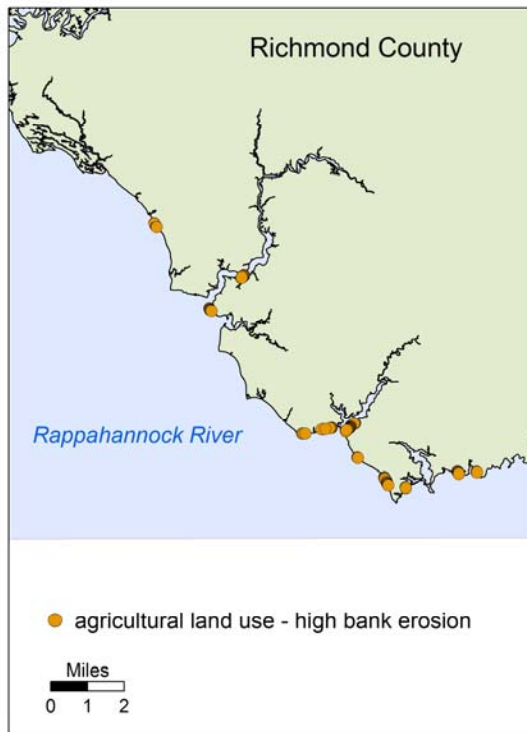 Richmond County
Rappahannock River
agricultural land use - high bank erosion
Miles
0 1 2